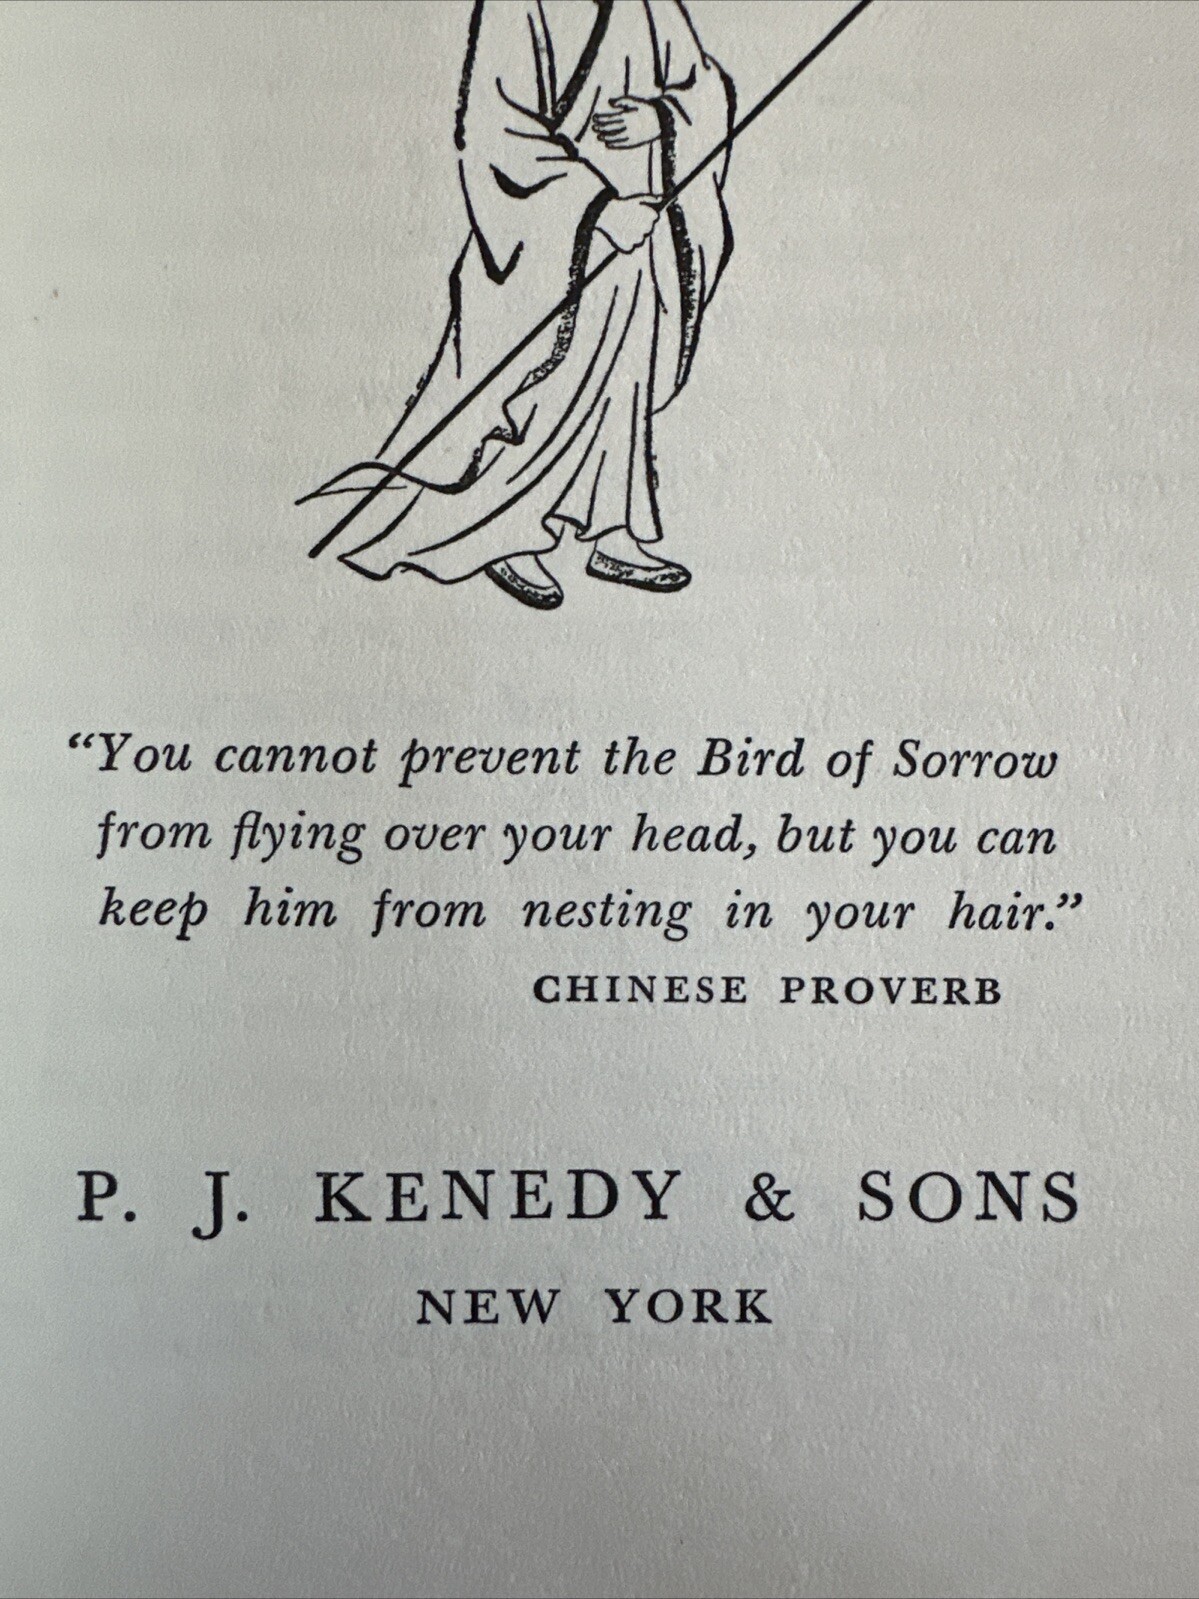 “You cannot prevent the Bird of Sorrow
from flying over your head, but you can
keep him from nesting in your hair.”
CHINESE PROVERB
P. J. KENEDY & SONS
NEW YORK